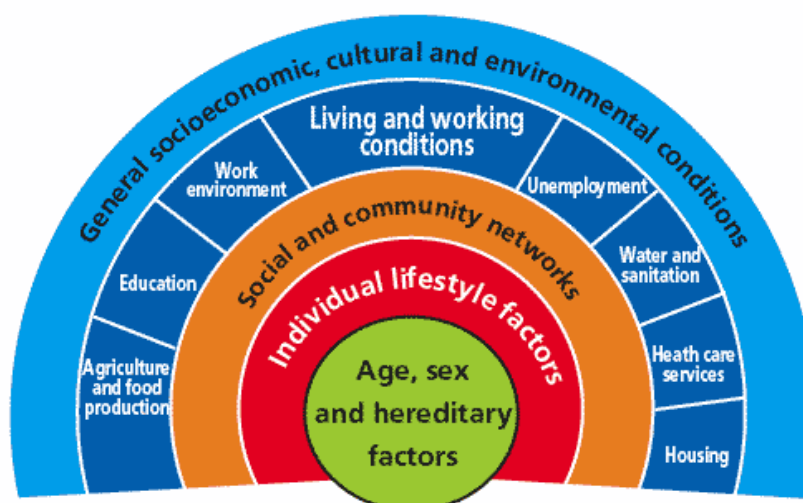 General socioeconomic, cultural and environmental conditions
Living and working
conditions
Work
environment
Unemployment
Education
Water and
sanitation
Agriculture
and food
production
Heath care
services
Housing
Social and community networks
Individual lifestyle factors
Age, sex
and hereditary
factors